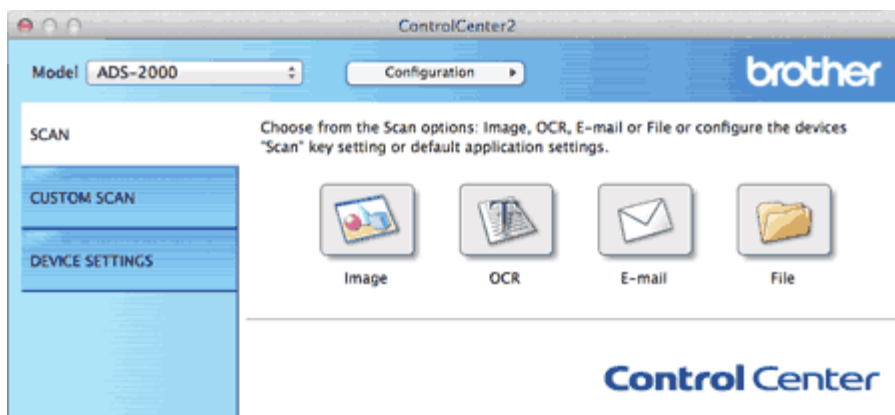 ControlCenter2
Model ADS-2000 Configuration
brother
SCAN
CUSTOM SCAN
DEVICE SETTINGS
Choose from the Scan options: Image, OCR, E-mail or File or configure the devices
"Scan" key setting or default application settings.
Image OCR E-mail File
Control Center